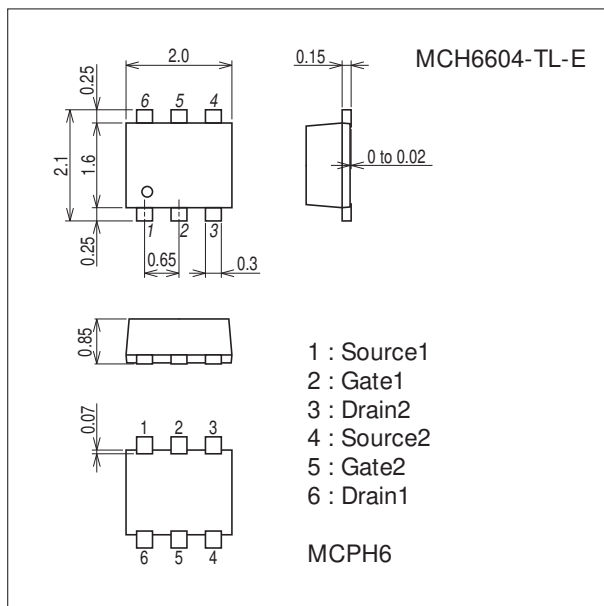 MCH6604-TL-E
0.25
2.0
0.15
6 5 4
2.1
1.6
0 to 0.02
0.25
1 2 3
0.65
0.3
0.85
1 : Source1
2 : Gate1
3 : Drain2
4 : Source2
5 : Gate2
6 : Drain1
0.07
1 2 3
6 5 4
MCPH6